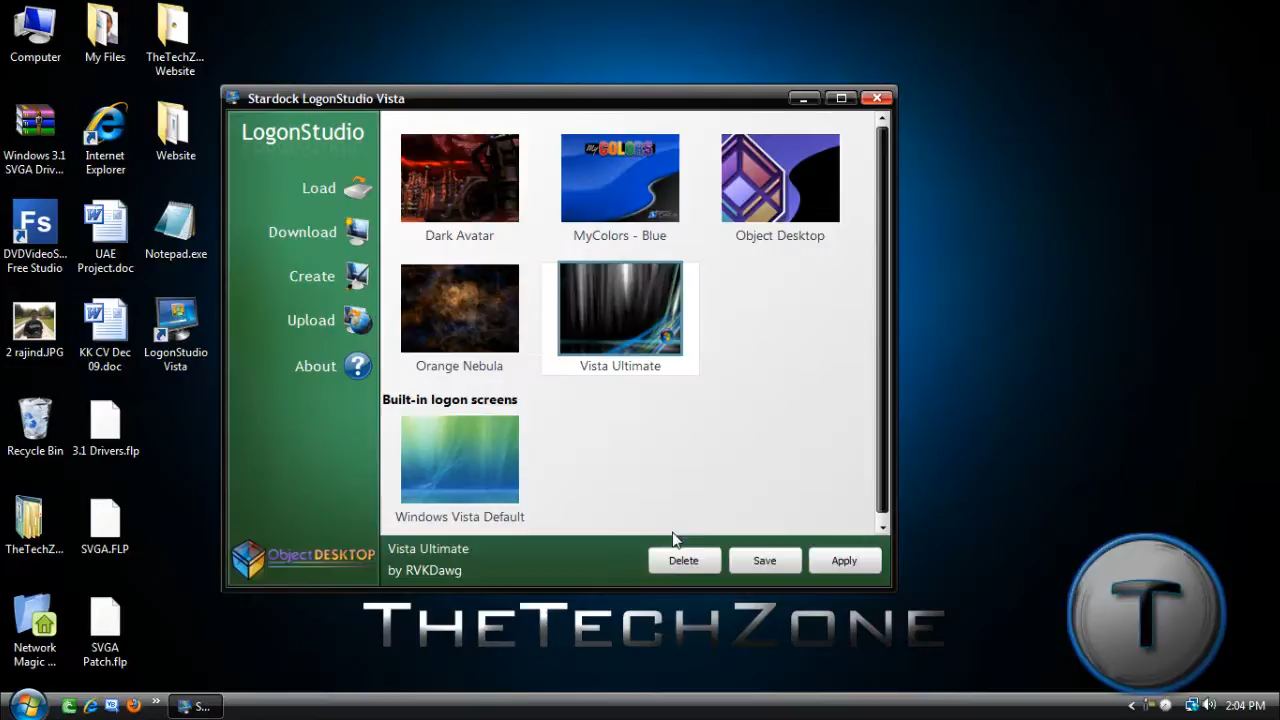 Computer
My Files
TheTechZ...
Website
Windows 3.1
SVGA Driv...
Internet
Explorer
Website
DVDVideoS...
Free Studio
UAE
Project.doc
Notepad.exe
2 rajind.JPG
KK CV Dec
09.doc
LogonStudio
Vista
Recycle Bin
3.1 Drivers.flp
TheTechZ...
SVGA.FLP
Network
Magic ...
SVGA
Patch.flp
Stardock LogonStudio Vista
LogonStudio
Load
Download
Create
Upload
About
ObjectDESKTOP
Dark Avatar
MyColors - Blue
Object Desktop
Orange Nebula
Vista Ultimate
Built-in logon screens
Windows Vista Default
Vista Ultimate
by RVKDawg
Delete
Save
Apply
My COLORS
Fs
THETECHZONE
T
S...
2:04 PM